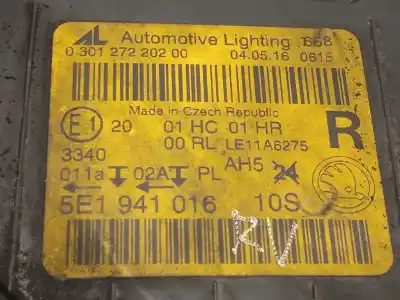 AL Automotive Lighting 668
0 301 272 202 00 04.05.16 0615
Made in Czech Republic
E1 20 01 HC 01 HR R
00 RL LE11A6275
3340 AH5 24
011a 02A PL
5E1 941 016 10S
RV